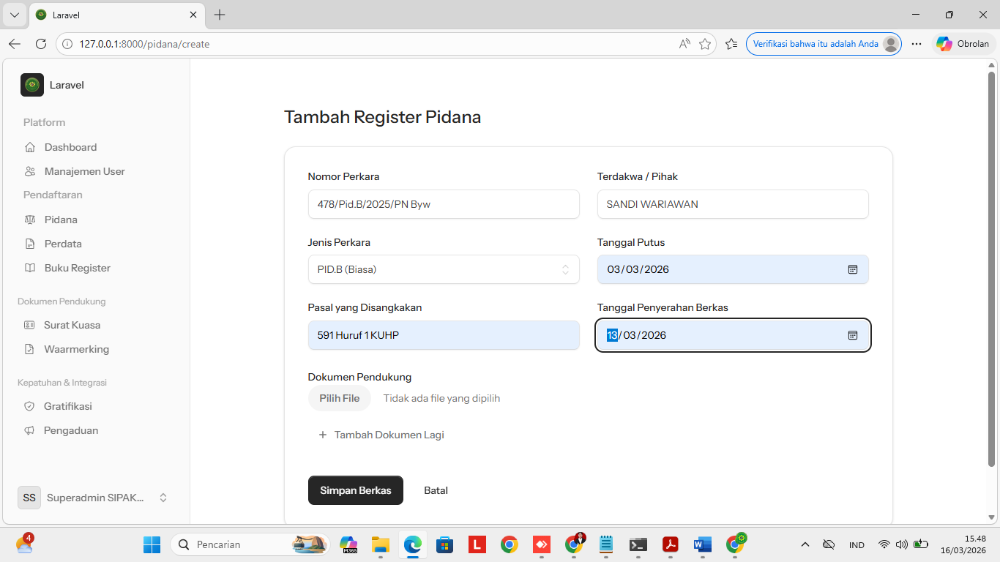 Laravel
127.0.0.1:8000/pidana/create
Verifikasi bahwa itu adalah Anda
Obrolan
Laravel
Platform
Dashboard
Manajemen User
Pendaftaran
Pidana
Perdata
Buku Register
Dokumen Pendukung
Surat Kuasa
Waarmerking
Kepatuhan & Integrasi
Gratifikasi
Pengaduan
SS Superadmin SIPAK...
Tambah Register Pidana
Nomor Perkara
478/Pid.B/2025/PN Byw
Terdakwa / Pihak
SANDI WARIAWAN
Jenis Perkara
PID.B (Biasa)
Tanggal Putus
03/03/2026
Pasal yang Disangkakan
591 Huruf 1 KUHP
Tanggal Penyerahan Berkas
13/03/2026
Dokumen Pendukung
Pilih File Tidak ada file yang dipilih
+ Tambah Dokumen Lagi
Simpan Berkas Batal
4
Pencarian
M365
L
IND
15.48
16/03/2026